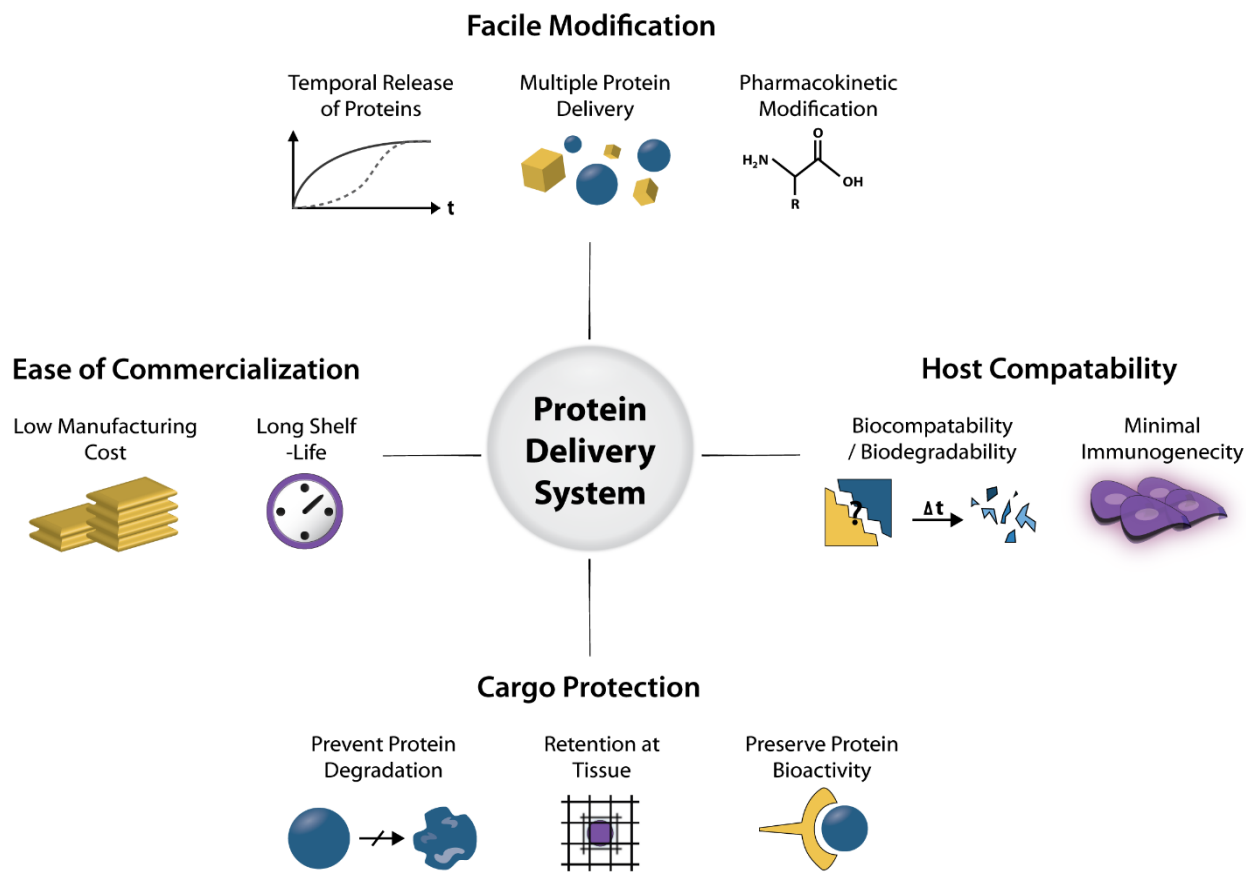 Facile Modification
Temporal Release
of Proteins
t
Multiple Protein
Delivery
Pharmacokinetic
Modification
O
H₂N
OH
R
Ease of Commercialization
Low Manufacturing
Cost
Long Shelf
-Life
Protein
Delivery
System
Host Compatability
Biocompatability
/ Biodegradability
?
Δt
Minimal
Immunogenecity
Cargo Protection
Prevent Protein
Degradation
Retention at
Tissue
Preserve Protein
Bioactivity